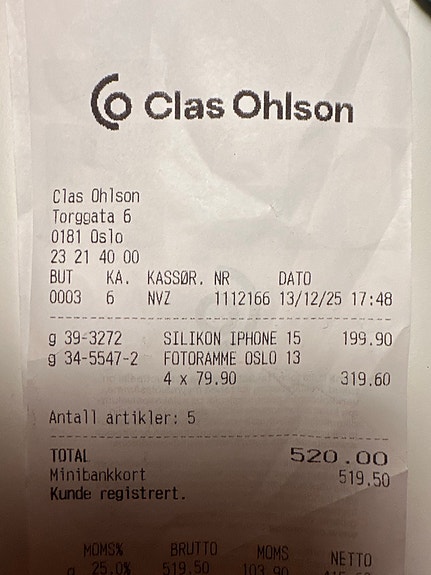 Clas Ohlson
Clas Ohlson
Torggata 6
0181 Oslo
23 21 40 00
BUT KA. KASSØR. NR DATO
0003 6 NVZ 1112166 13/12/25 17:48
g 39-3272 SILIKON IPHONE 15 199.90
g 34-5547-2 FOTORAMME OSLO 13
4 x 79.90 319.60
Antall artikler: 5
TOTAL 520.00
Minibankkort 519.50
Kunde registrert.
MOMS% BRUTTO MOMS NETTO
g 25.0% 519.50 103.90